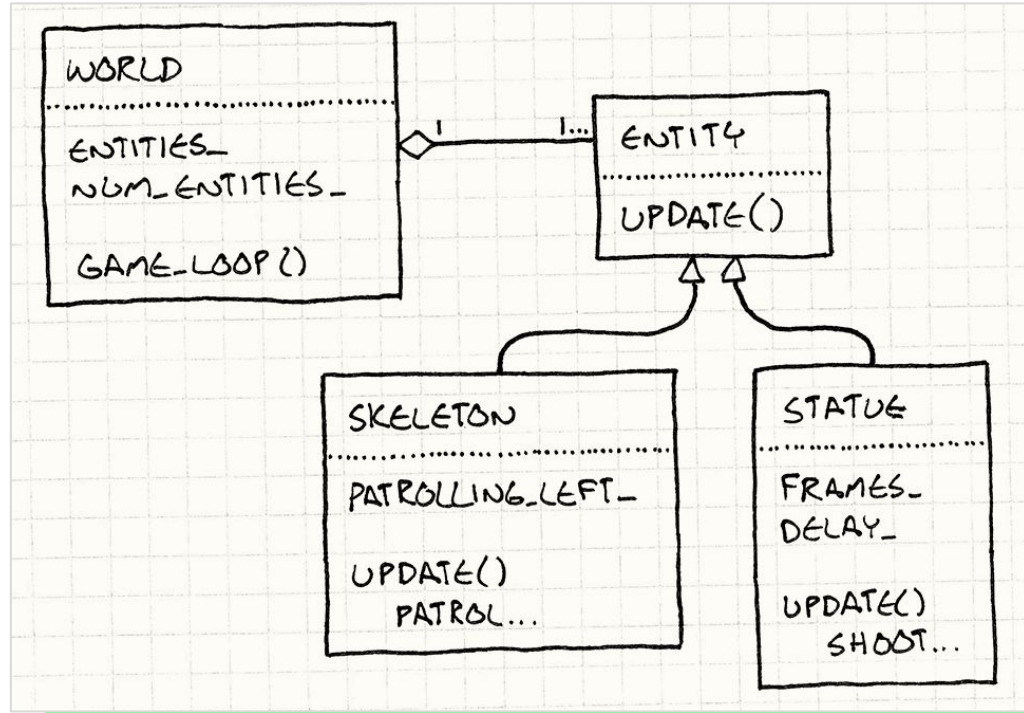 WORLD
ENTITIES_
NUM_ENTITIES_
GAME_LOOP()
1 1...
ENTITY
UPDATE()
SKELETON
PATROLLING_LEFT_
UPDATE()
PATROL...
STATUE
FRAMES_
DELAY_
UPDATE()
SHOOT...